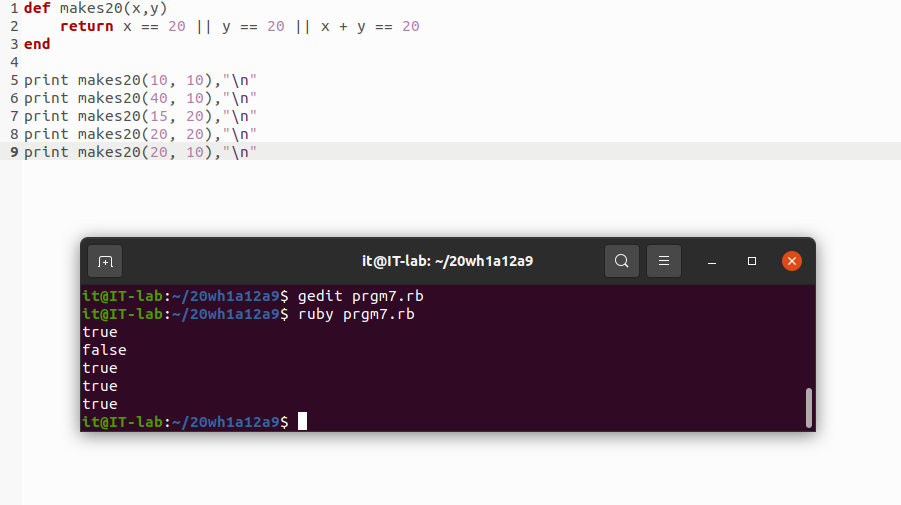 1 def makes20(x,y)
2     return x == 20 || y == 20 || x + y == 20
3 end
4
5 print makes20(10, 10),"\n"
6 print makes20(40, 10),"\n"
7 print makes20(15, 20),"\n"
8 print makes20(20, 20),"\n"
9 print makes20(20, 10),"\n"
it@IT-lab: ~/20wh1a12a9
it@IT-lab:~/20wh1a12a9$ gedit prgm7.rb
it@IT-lab:~/20wh1a12a9$ ruby prgm7.rb
true
false
true
true
true
it@IT-lab:~/20wh1a12a9$